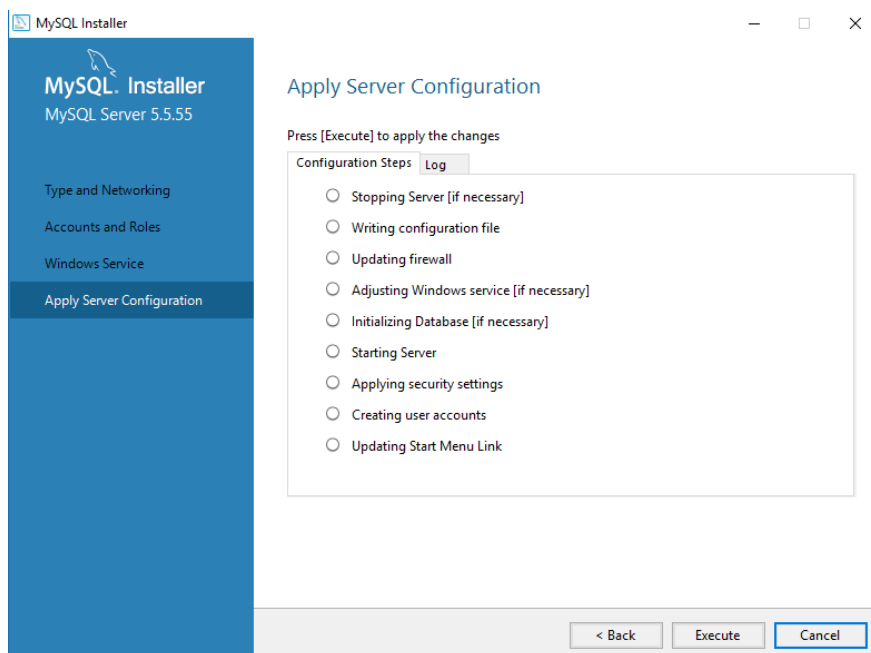 MySQL Installer
MySQL. Installer
MySQL Server 5.5.55
Type and Networking
Accounts and Roles
Windows Service
Apply Server Configuration
Apply Server Configuration
Press [Execute] to apply the changes
Configuration Steps
Log
Stopping Server [if necessary]
Writing configuration file
Updating firewall
Adjusting Windows service [if necessary]
Initializing Database [if necessary]
Starting Server
Applying security settings
Creating user accounts
Updating Start Menu Link
< Back
Execute
Cancel